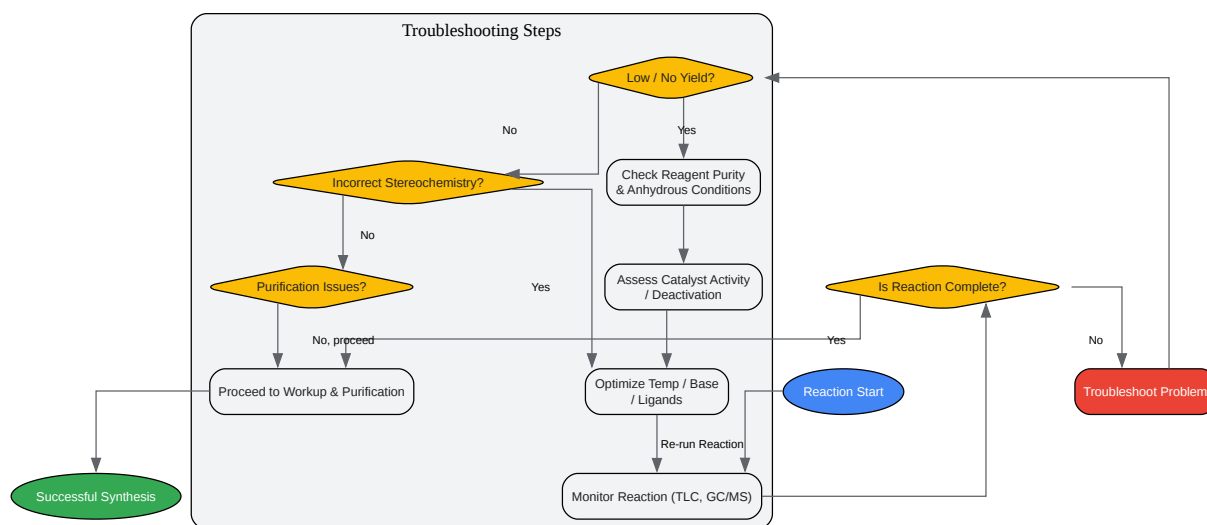 Troubleshooting Steps
Low / No Yield?
No
Yes
Incorrect Stereochemistry?
Check Reagent Purity
& Anhydrous Conditions
No
Purification Issues?
Yes
Assess Catalyst Activity
/ Deactivation
Is Reaction Complete?
No, proceed
Yes
No
Proceed to Workup & Purification
Optimize Temp / Base
/ Ligands
Reaction Start
Troubleshoot Problem
Re-run Reaction
Successful Synthesis
Monitor Reaction (TLC, GC/MS)